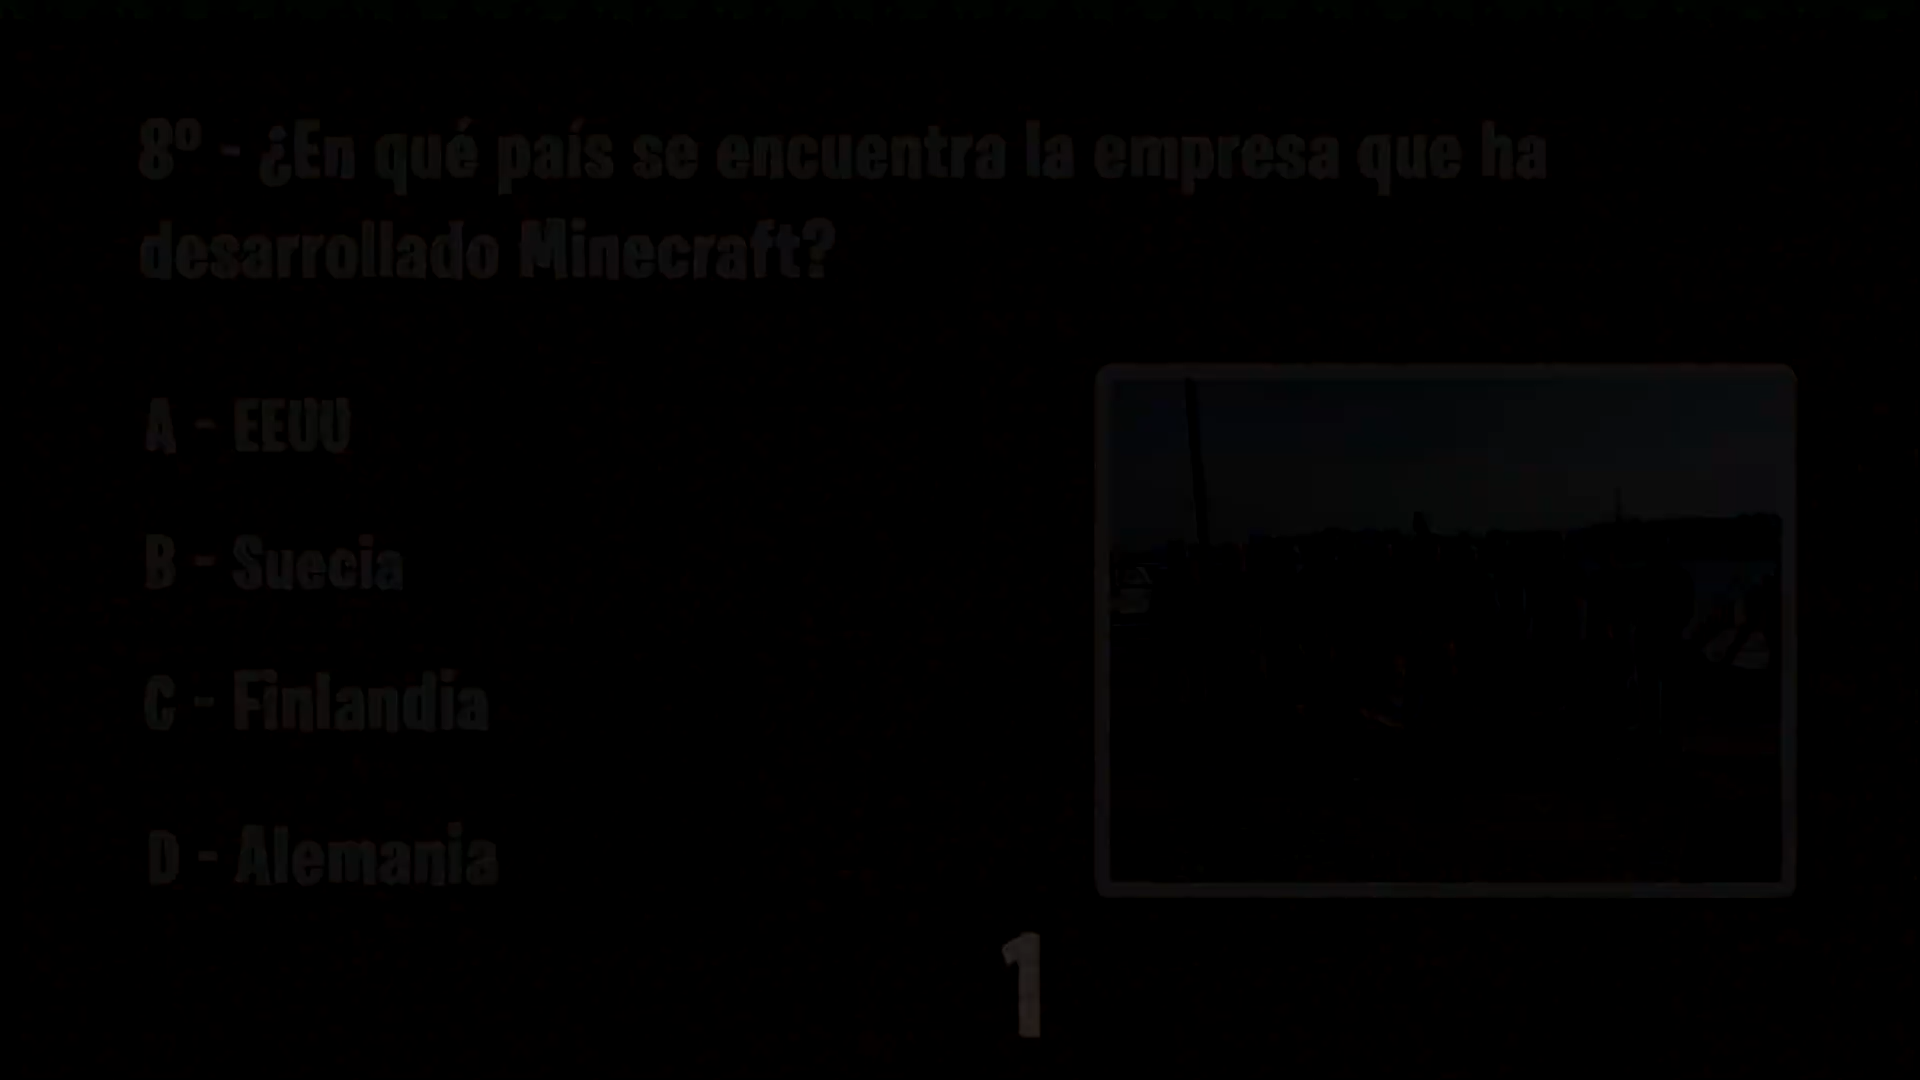 8º - ¿En qué país se encuentra la empresa que ha
desarrollado Minecraft?
A - EEUU
B - Suecia
C - Finlandia
D - Alemania
1